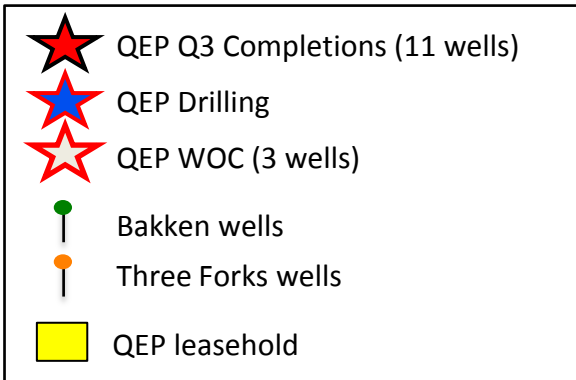 QEP Q3 Completions (11 wells)
QEP Drilling
QEP WOC (3 wells)
Bakken wells
Three Forks wells
QEP leasehold